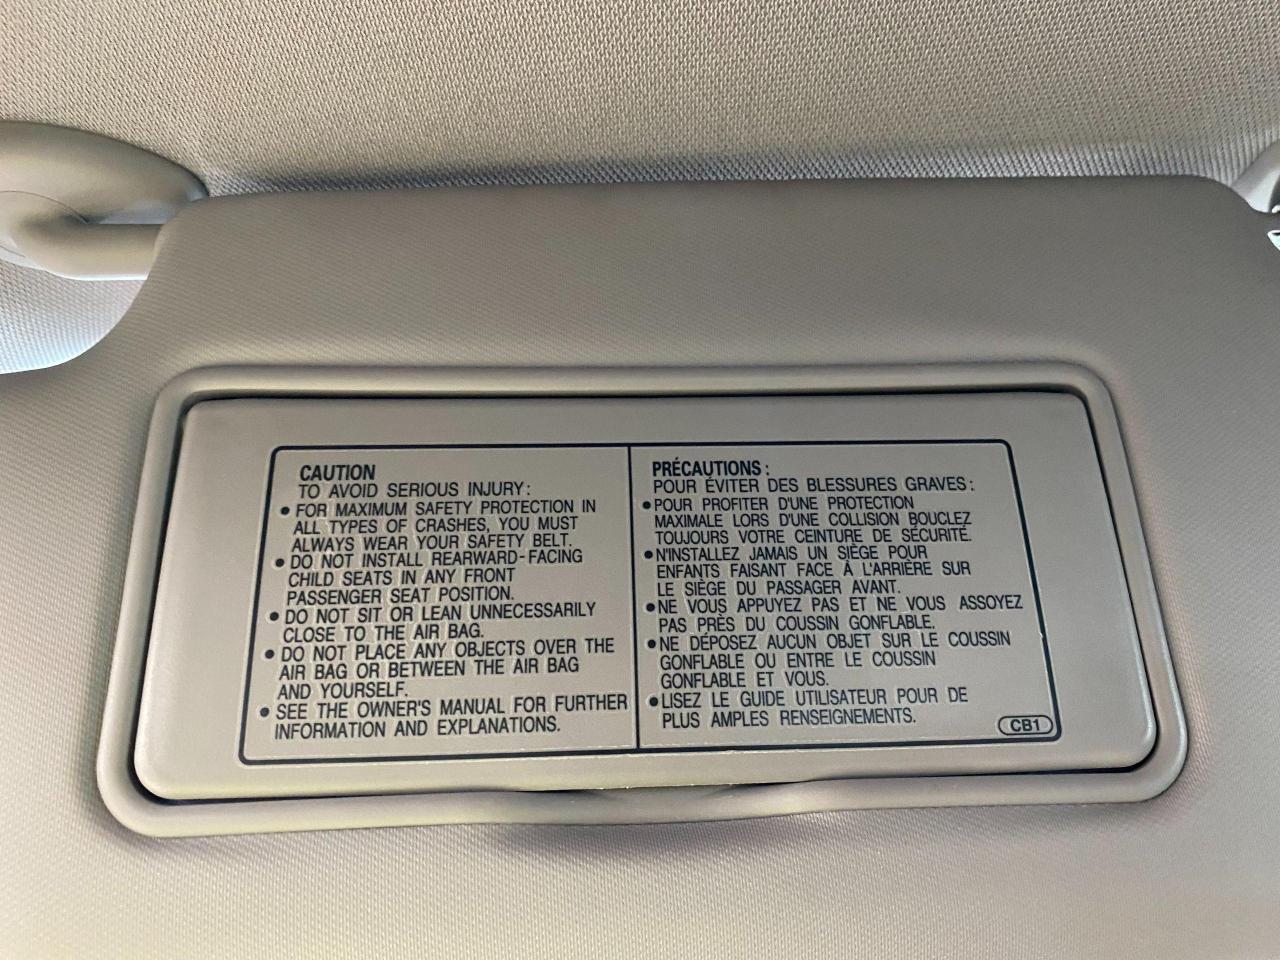 CAUTION
TO AVOID SERIOUS INJURY:
• FOR MAXIMUM SAFETY PROTECTION IN
ALL TYPES OF CRASHES, YOU MUST
ALWAYS WEAR YOUR SAFETY BELT.
• DO NOT INSTALL REARWARD-FACING
CHILD SEATS IN ANY FRONT
PASSENGER SEAT POSITION.
• DO NOT SIT OR LEAN UNNECESSARILY
CLOSE TO THE AIR BAG.
• DO NOT PLACE ANY OBJECTS OVER THE
AIR BAG OR BETWEEN THE AIR BAG
AND YOURSELF.
• SEE THE OWNER'S MANUAL FOR FURTHER
INFORMATION AND EXPLANATIONS.
PRÉCAUTIONS:
POUR ÉVITER DES BLESSURES GRAVES:
• POUR PROFITER D'UNE PROTECTION
MAXIMALE LORS D'UNE COLLISION BOUCLEZ
TOUJOURS VOTRE CEINTURE DE SÉCURITÉ.
• N'INSTALLEZ JAMAIS UN SIÈGE POUR
ENFANTS FAISANT FACE À L'ARRIÈRE SUR
LE SIÈGE DU PASSAGER AVANT.
• NE VOUS APPUYEZ PAS ET NE VOUS ASSOYEZ
PAS PRÈS DU COUSSIN GONFLABLE.
• NE DÉPOSEZ AUCUN OBJET SUR LE COUSSIN
GONFLABLE OU ENTRE LE COUSSIN
GONFLABLE ET VOUS.
• LISEZ LE GUIDE UTILISATEUR POUR DE
PLUS AMPLES RENSEIGNEMENTS.
CB1